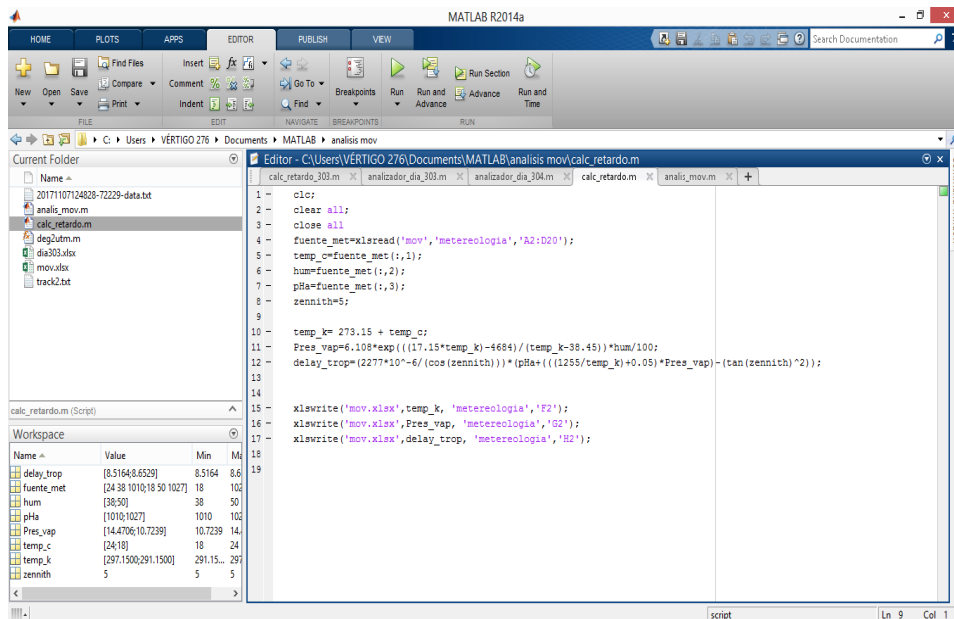 MATLAB R2014a
HOME PLOTS APPS EDITOR PUBLISH VIEW Search Documentation
New Open Save Find Files Compare Print Insert Comment Indent Go To Find Breakpoints Run Run and Advance Run Section Advance Run and Time
FILE EDIT NAVIGATE BREAKPOINTS RUN
C: Users VÉRTIGO 276 Documents MATLAB analisis mov
Current Folder
Name
20171107124828-72229-data.txt
analis_mov.m
calc_retardo.m
deg2utm.m
dia303.xlsx
mov.xlsx
track2.txt
calc_retardo.m (Script)
Workspace
Name Value Min
delay_trop [8.5164;8.6529] 8.5164 8.6
fuente_met [24 38 1010;18 50 1027] 18 102
hum [38;50] 38 50
pHa [1010;1027] 1010 102
Pres_vap [14.4706;10.7239] 10.7239 14.
temp_c [24;18] 18 24
temp_k [297.1500;291.1500] 291.15... 297
zennith 5 5 5
Editor - C:\Users\VÉRTIGO 276\Documents\MATLAB\analisis mov\calc_retardo.m
calc_retardo_303.m analizador_dia_303.m analizador_dia_304.m calc_retardo.m analis_mov.m
1 - clc;
2 - clear all;
3 - close all
4 - fuente_met=xlsread('mov','metereologia','A2:D20');
5 - temp_c=fuente_met(:,1);
6 - hum=fuente_met(:,2);
7 - pHa=fuente_met(:,3);
8 - zennith=5;
9
10 - temp_k= 273.15 + temp_c;
11 - Pres_vap=6.108*exp(((17.15*temp_k)-4684)/(temp_k-38.45))*hum/100;
12 - delay_trop=(2277*10^-6/(cos(zennith)))*(pHa+(((1255/temp_k)+0.05)*Pres_vap)-(tan(zennith)^2));
13
14
15 - xlswrite('mov.xlsx',temp_k, 'metereologia','F2');
16 - xlswrite('mov.xlsx',Pres_vap, 'metereologia','G2');
17 - xlswrite('mov.xlsx',delay_trop, 'metereologia','H2');
18
19
script Ln 9 Col 1